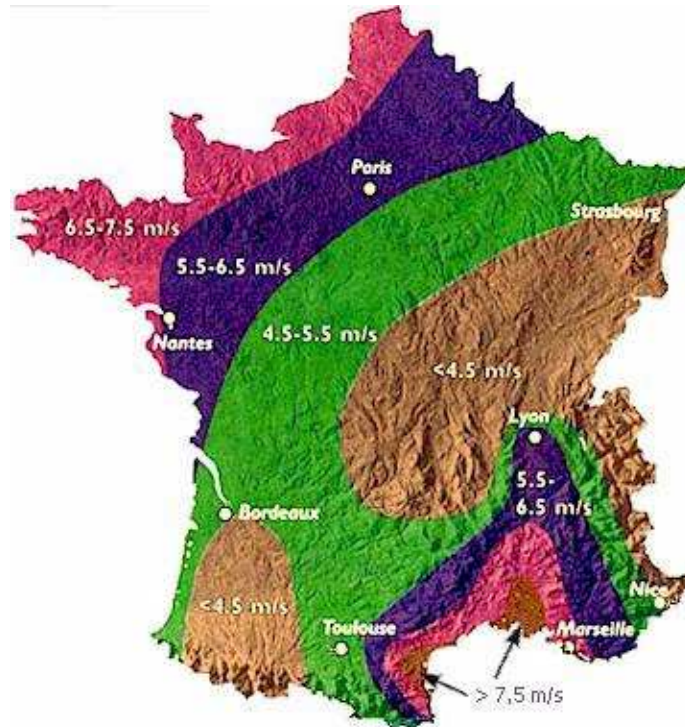 Paris
Strasbourg
6.5-7.5 m/s
5.5-6.5 m/s
4.5-5.5 m/s
Nantes
<4.5 m/s
Lyon
5.5-
6.5 m/s
Bordeaux
<4.5 m/s
Nice
Toulouse
Marseille
> 7,5 m/s